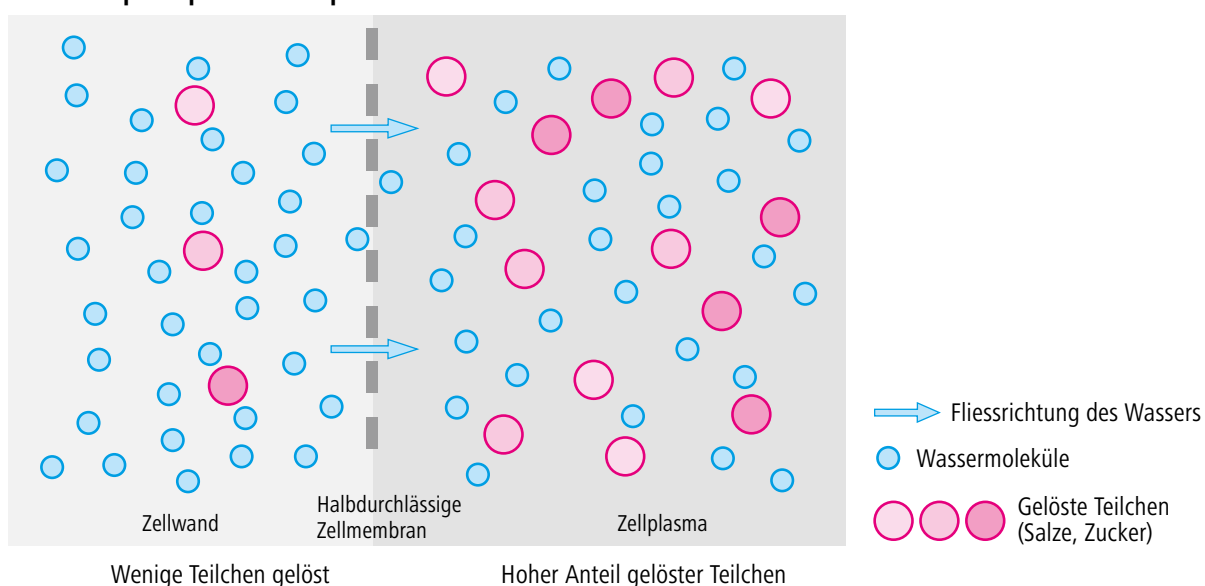 Fliessrichtung des Wassers
Wassermoleküle
Gelöste Teilchen
(Salze, Zucker)
Zellwand
Halbdurchlässige
Zellmembran
Zellplasma
Wenige Teilchen gelöst
Hoher Anteil gelöster Teilchen